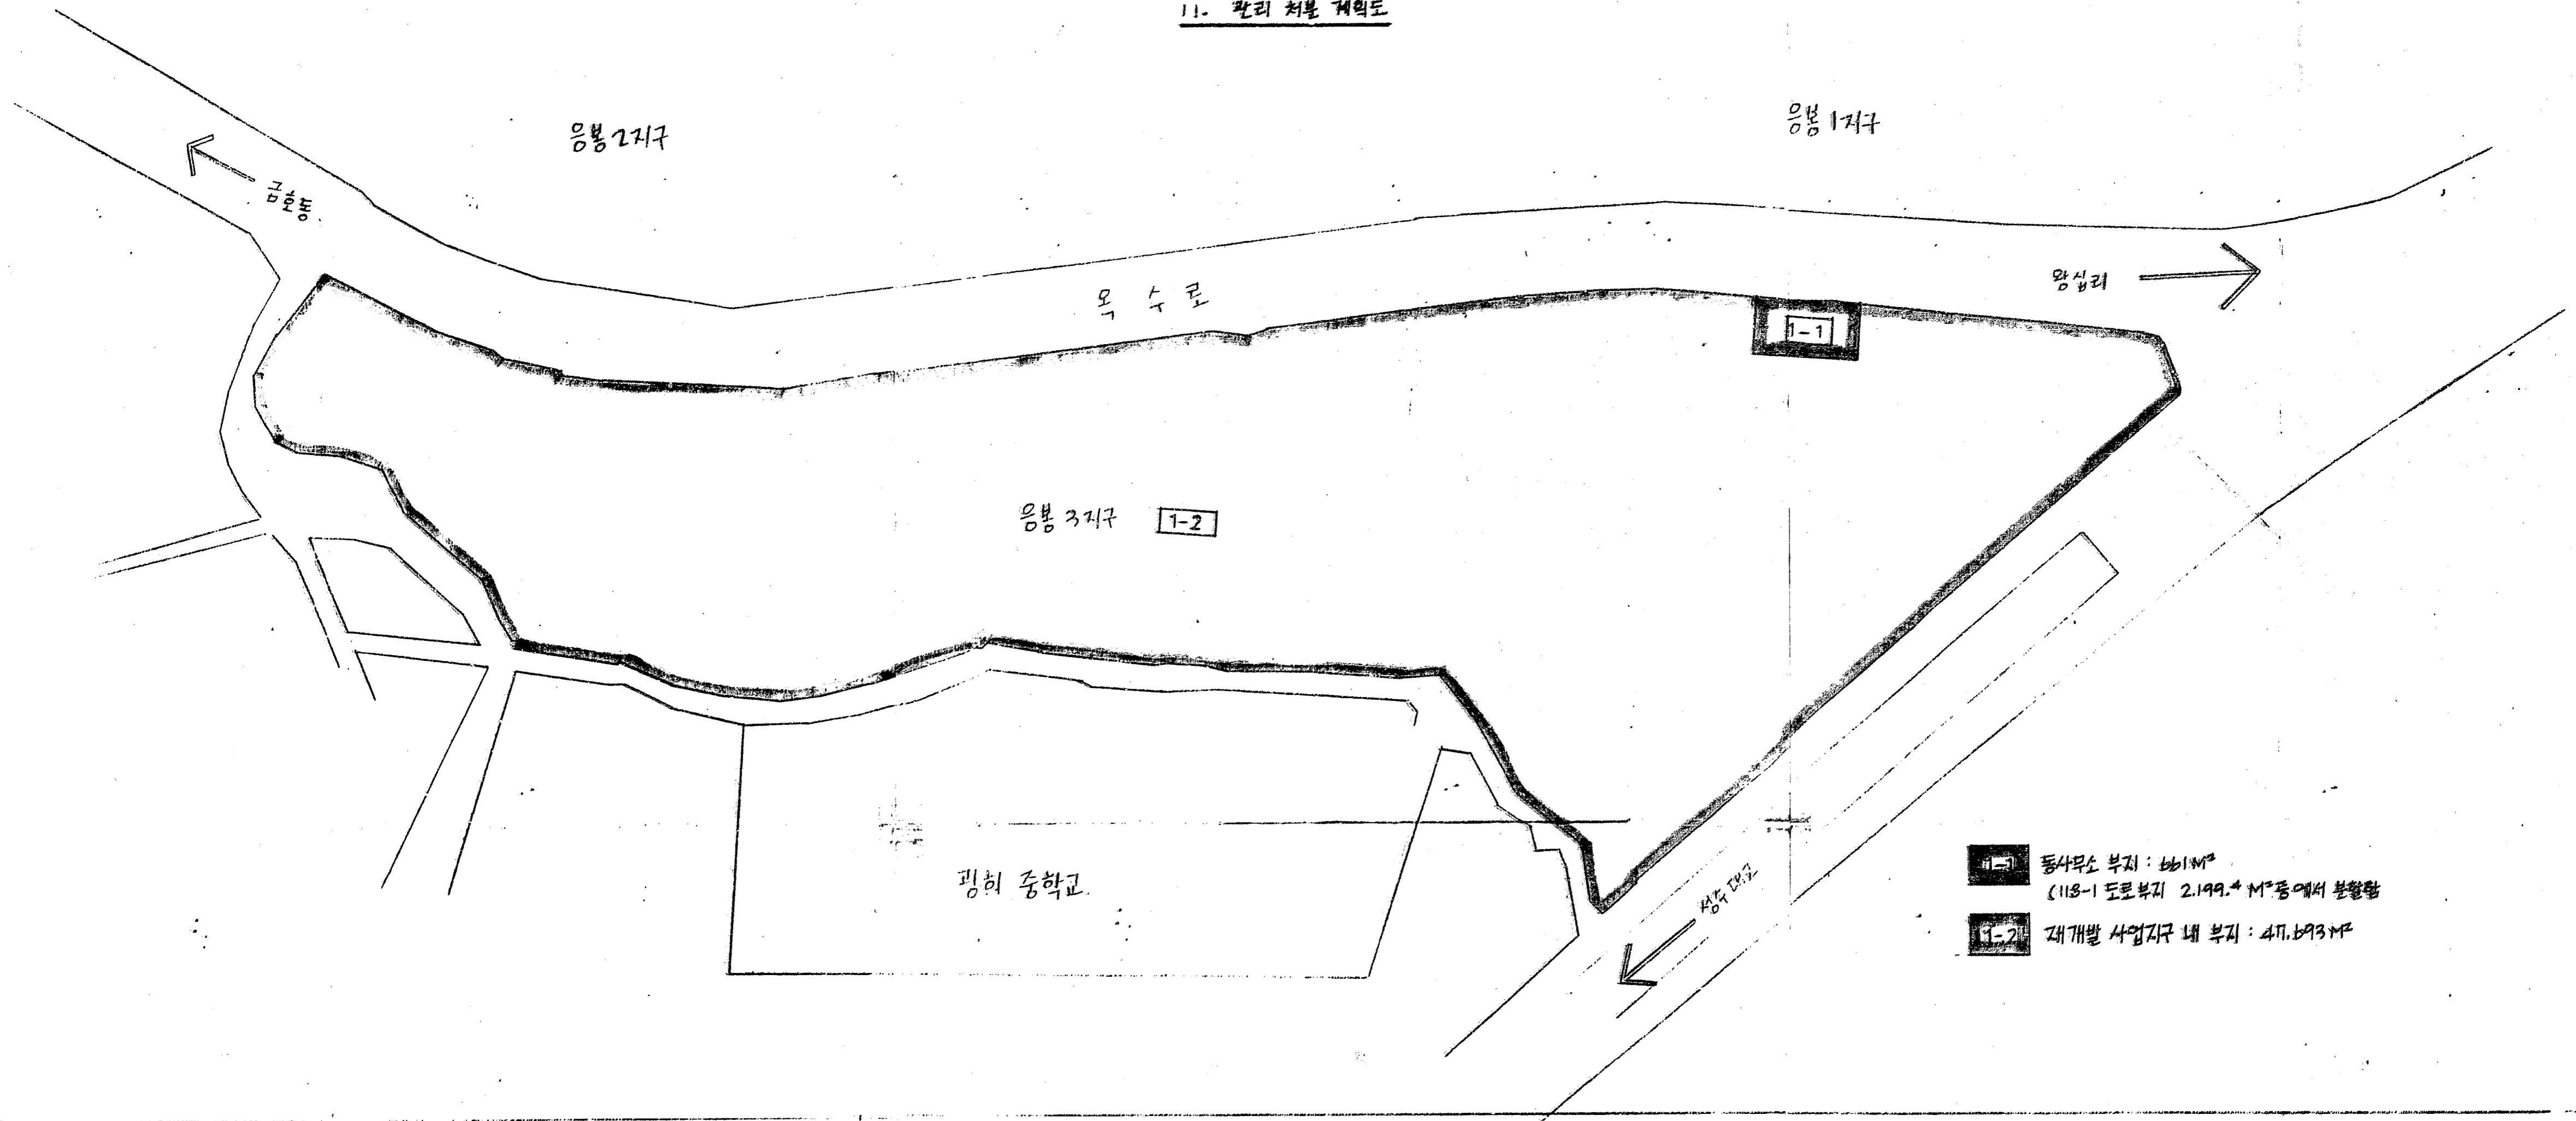 11. 관리 처분 계획도
응봉 2지구
응봉 1지구
금호동
옥 수 로
왕십리
1-1
응봉 3지구 1-2
광희 중학교
성수대교
1-1 동사무소 부지 : 661M²
(118-1 도로부지 2.199.4 M² 중에서 분할함
1-2 재개발 사업지구 내 부지 : 47.693M²